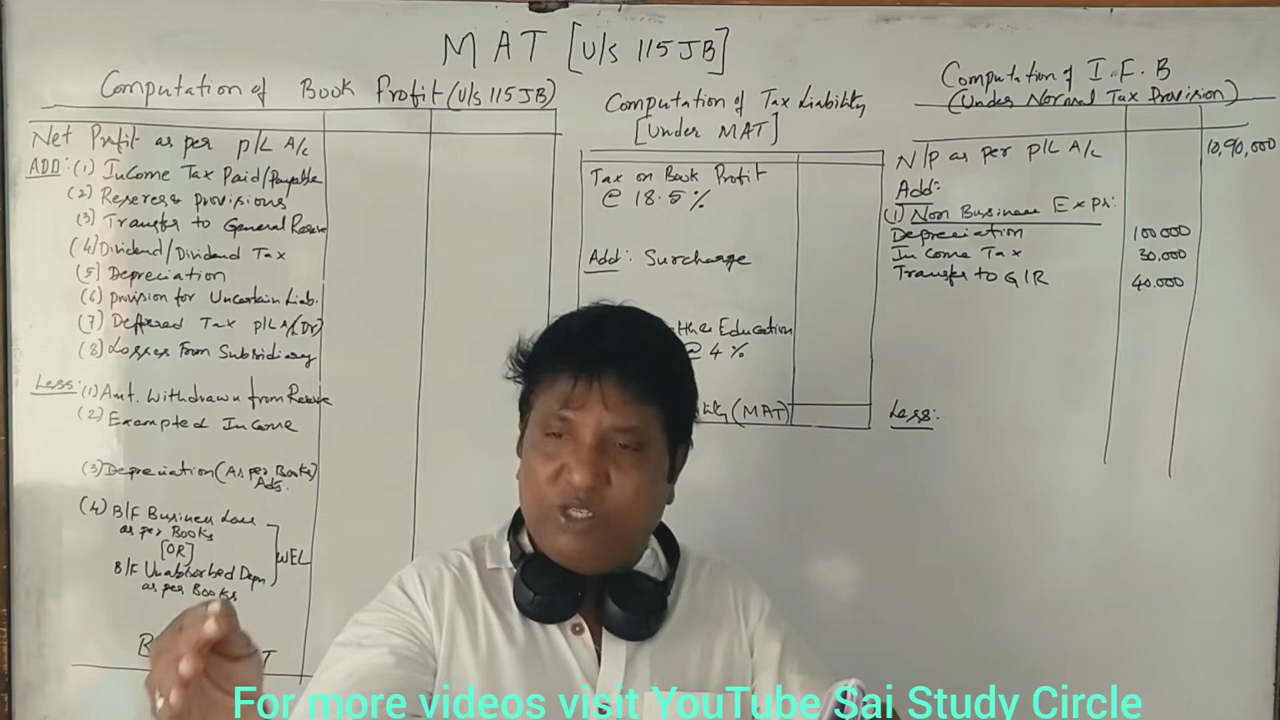 MAT [U/s 115JB]
Computation of Book Profit (U/s 115JB)
Net Profit as per P/L A/c
ADD: (1) InCome Tax Paid/Payable
(2) Reserves Provisions
(3) Transfer to General Reserve
(4) Dividend/Dividend Tax
(5) Depreciation
(6) Provision for Uncertain Liab.
(7) Deffered Tax P/L A/c (Dr)
(8) Losses From Subsidiary
Less: (1) Amt. Withdrawn from Reserve
(2) Exampted InCome
(3) Depreciation (As per Books)
Adj.
(4) B/F Business Loss
as per Books
[OR]
B/F Unabsorbed Depn
as per Books
WEL
Computation of Tax Liability
[Under MAT]
Tax on Book Profit
@ 18.5 %
Add: Surcharge
Education
@ 4 %
(MAT)
Computation of I.F.B
(Under Normal Tax Provision)
N/P as per P/L A/c 10,90,000
Add:
(1) Non Business Exps:
Depreciation 100000
InCome Tax 30,000
Transfer to G/R 40,000
Less:
For more videos visit YouTube Sai Study Circle